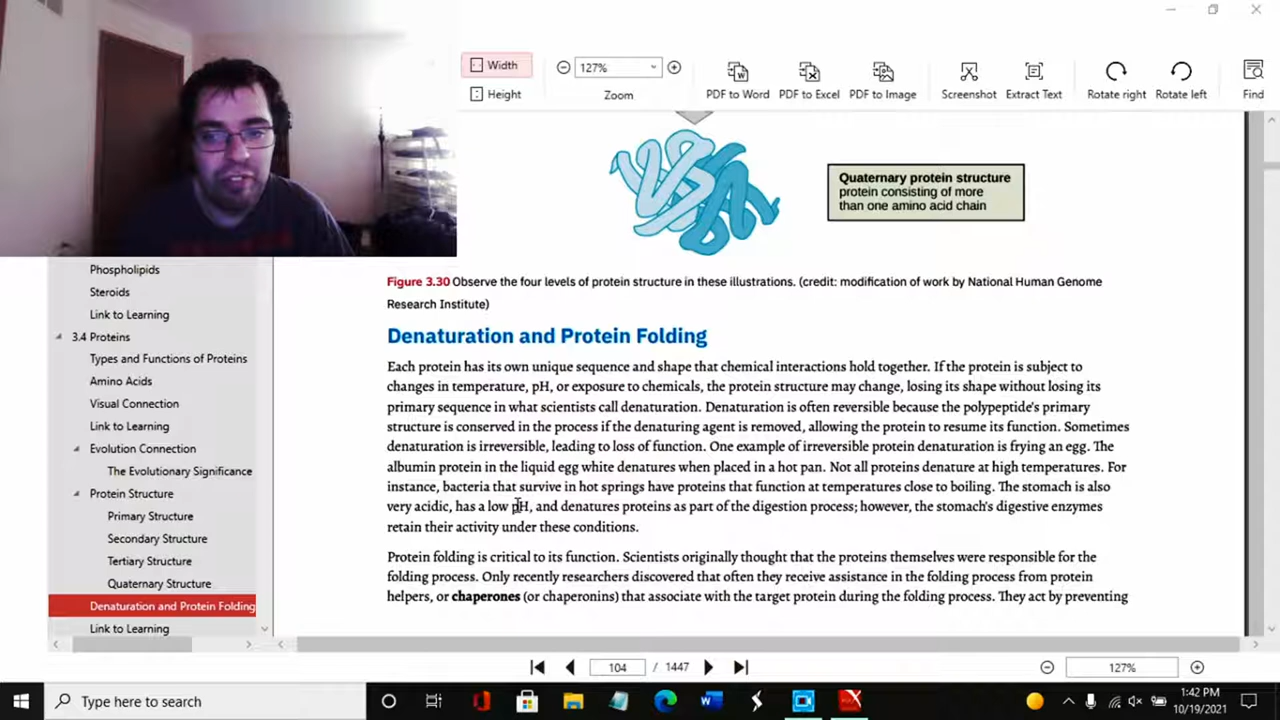 Width
127%
PDF to Word
PDF to Excel
PDF to Image
Screenshot
Extract Text
Rotate right
Rotate left
Find
Height
Zoom
Quaternary protein structure
protein consisting of more
than one amino acid chain
Phospholipids
Steroids
Link to Learning
3.4 Proteins
Types and Functions of Proteins
Amino Acids
Visual Connection
Link to Learning
Evolution Connection
The Evolutionary Significance
Protein Structure
Primary Structure
Secondary Structure
Tertiary Structure
Quaternary Structure
Denaturation and Protein Folding
Link to Learning
Figure 3.30 Observe the four levels of protein structure in these illustrations. (credit: modification of work by National Human Genome
Research Institute)
Denaturation and Protein Folding
Each protein has its own unique sequence and shape that chemical interactions hold together. If the protein is subject to
changes in temperature, pH, or exposure to chemicals, the protein structure may change, losing its shape without losing its
primary sequence in what scientists call denaturation. Denaturation is often reversible because the polypeptide's primary
structure is conserved in the process if the denaturing agent is removed, allowing the protein to resume its function. Sometimes
denaturation is irreversible, leading to loss of function. One example of irreversible protein denaturation is frying an egg. The
albumin protein in the liquid egg white denatures when placed in a hot pan. Not all proteins denature at high temperatures. For
instance, bacteria that survive in hot springs have proteins that function at temperatures close to boiling. The stomach is also
very acidic, has a low pH, and denatures proteins as part of the digestion process; however, the stomach's digestive enzymes
retain their activity under these conditions.
Protein folding is critical to its function. Scientists originally thought that the proteins themselves were responsible for the
folding process. Only recently researchers discovered that often they receive assistance in the folding process from protein
helpers, or chaperones (or chaperonins) that associate with the target protein during the folding process. They act by preventing
104 / 1447
127%
Type here to search
1:42 PM
10/19/2021